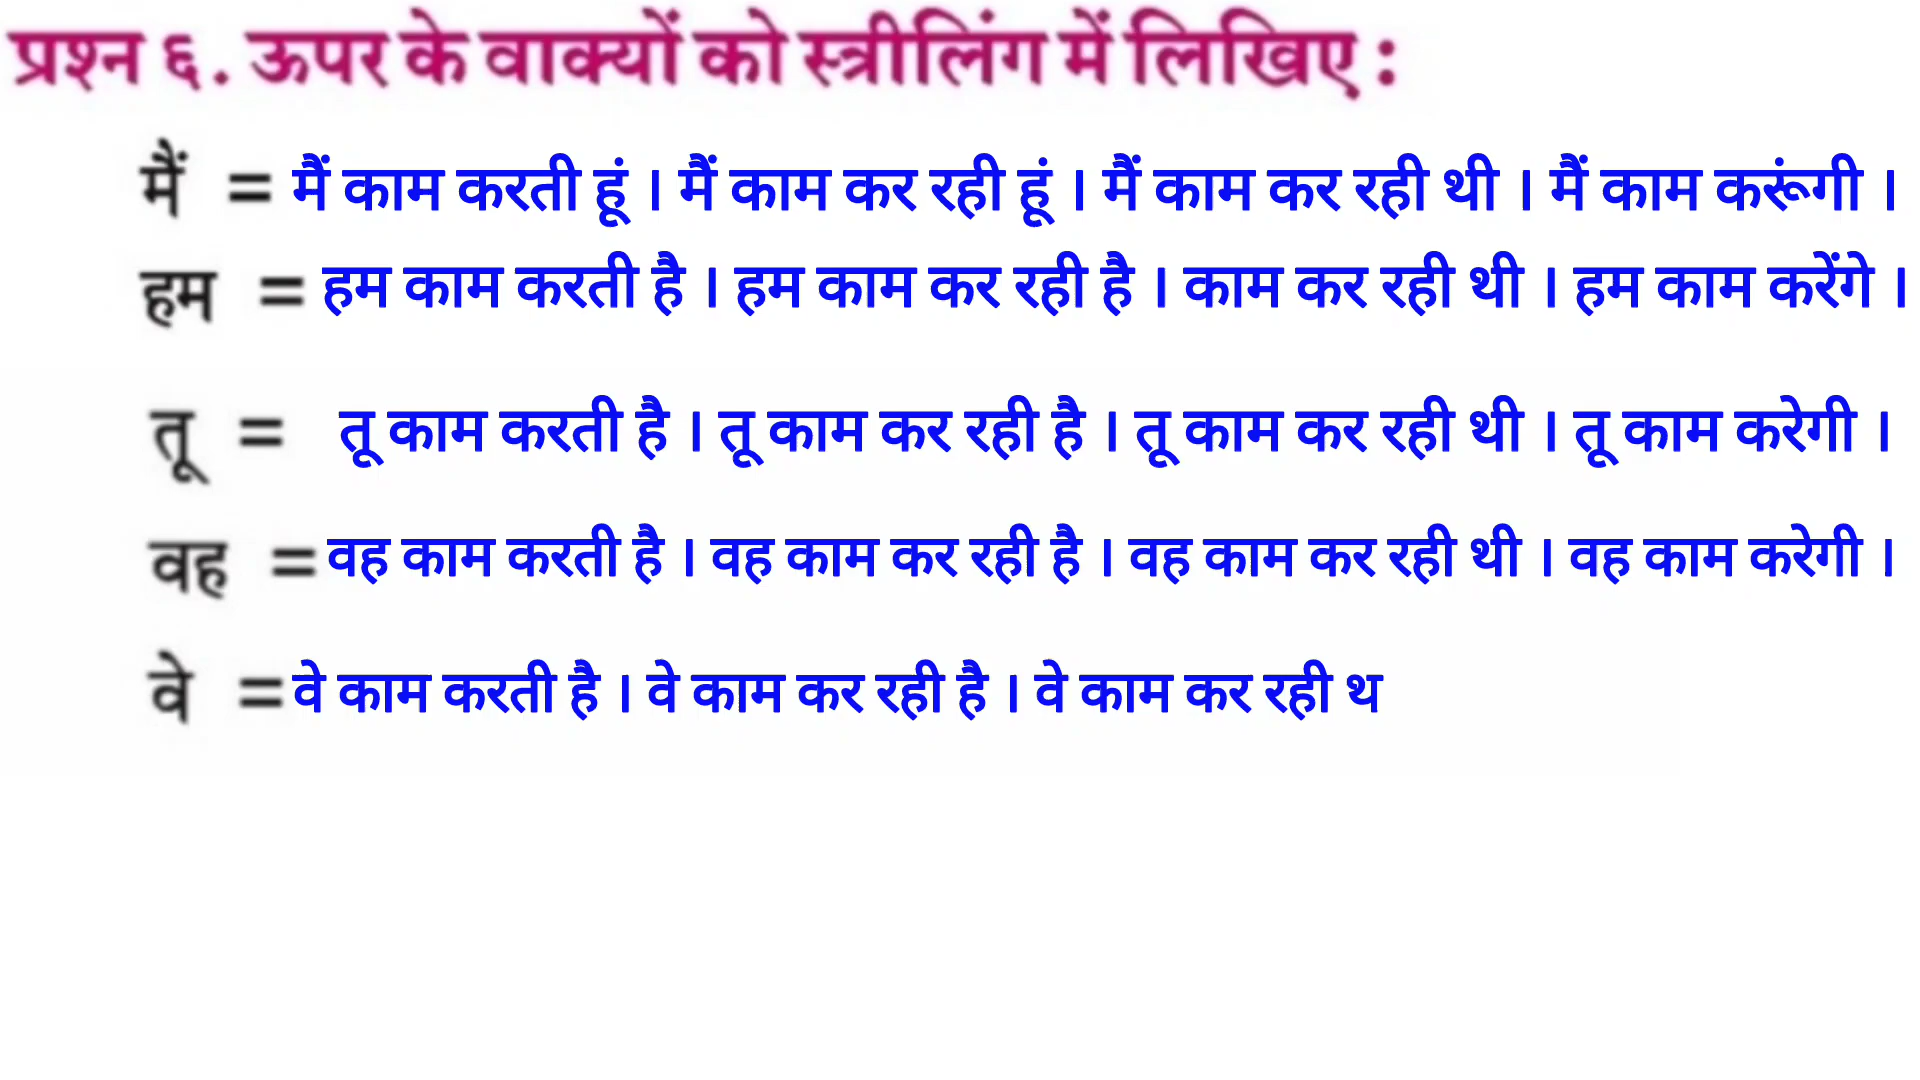 प्रश्न ६. ऊपर के वाक्यों को स्त्रीलिंग में लिखिए :
मैं = मैं काम करती हूं । मैं काम कर रही हूं । मैं काम कर रही थी । मैं काम करूंगी ।
हम = हम काम करती है । हम काम कर रही है । काम कर रही थी । हम काम करेंगे ।
तू = तू काम करती है । तू काम कर रही है । तू काम कर रही थी । तू काम करेगी ।
वह = वह काम करती है । वह काम कर रही है । वह काम कर रही थी । वह काम करेगी ।
वे = वे काम करती है । वे काम कर रही है । वे काम कर रही थ